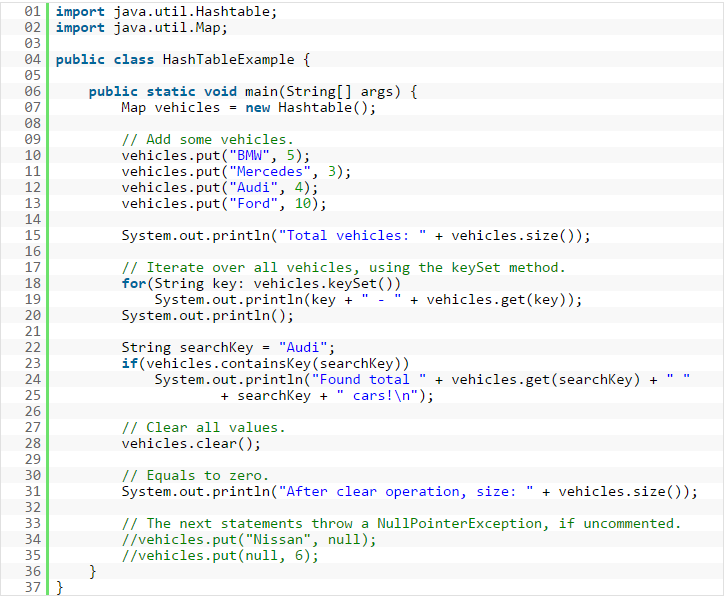 01 import java.util.Hashtable;
02 import java.util.Map;
03
04 public class HashTableExample {
05
06     public static void main(String[] args) {
07         Map vehicles = new Hashtable();
08
09         // Add some vehicles.
10         vehicles.put("BMW", 5);
11         vehicles.put("Mercedes", 3);
12         vehicles.put("Audi", 4);
13         vehicles.put("Ford", 10);
14
15         System.out.println("Total vehicles: " + vehicles.size());
16
17         // Iterate over all vehicles, using the keySet method.
18         for(String key: vehicles.keySet())
19             System.out.println(key + " - " + vehicles.get(key));
20         System.out.println();
21
22         String searchKey = "Audi";
23         if(vehicles.containsKey(searchKey))
24             System.out.println("Found total " + vehicles.get(searchKey) + " "
25                     + searchKey + " cars!\n");
26
27         // Clear all values.
28         vehicles.clear();
29
30         // Equals to zero.
31         System.out.println("After clear operation, size: " + vehicles.size());
32
33         // The next statements throw a NullPointerException, if uncommented.
34         //vehicles.put("Nissan", null);
35         //vehicles.put(null, 6);
36     }
37 }